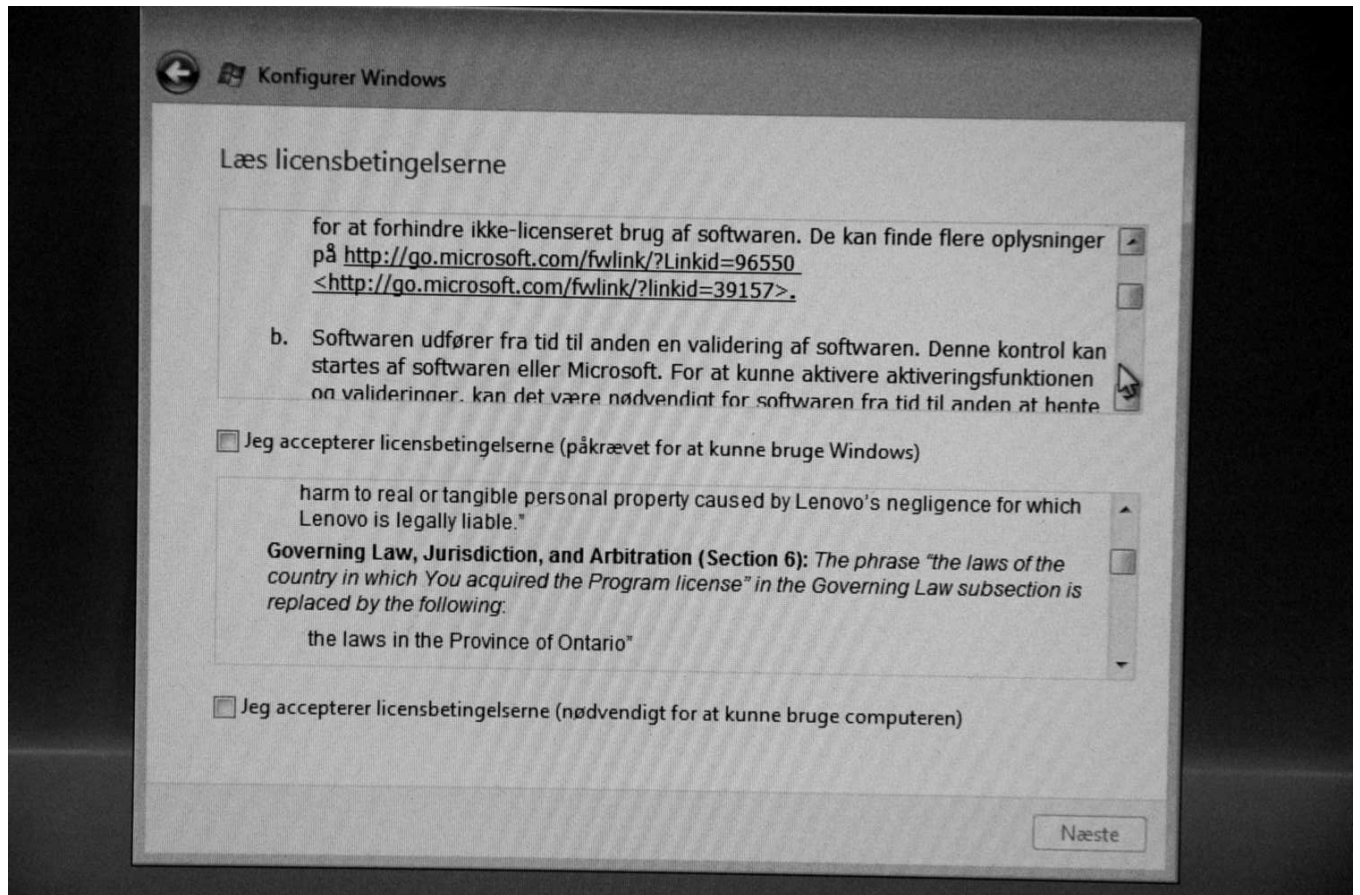 Konfigurer Windows
Læs licensbetingelserne
for at forhindre ikke-licenseret brug af softwaren. De kan finde flere oplysninger
på http://go.microsoft.com/fwlink/?Linkid=96550
<http://go.microsoft.com/fwlink/?linkid=39157>.
b. Softwaren udfører fra tid til anden en validering af softwaren. Denne kontrol kan
startes af softwaren eller Microsoft. For at kunne aktivere aktiveringsfunktionen
og valideringer, kan det være nødvendigt for softwaren fra tid til anden at hente
Jeg accepterer licensbetingelserne (påkrævet for at kunne bruge Windows)
harm to real or tangible personal property caused by Lenovo's negligence for which
Lenovo is legally liable."
Governing Law, Jurisdiction, and Arbitration (Section 6): The phrase "the laws of the
country in which You acquired the Program license" in the Governing Law subsection is
replaced by the following:
the laws in the Province of Ontario"
Jeg accepterer licensbetingelserne (nødvendigt for at kunne bruge computeren)
Næste